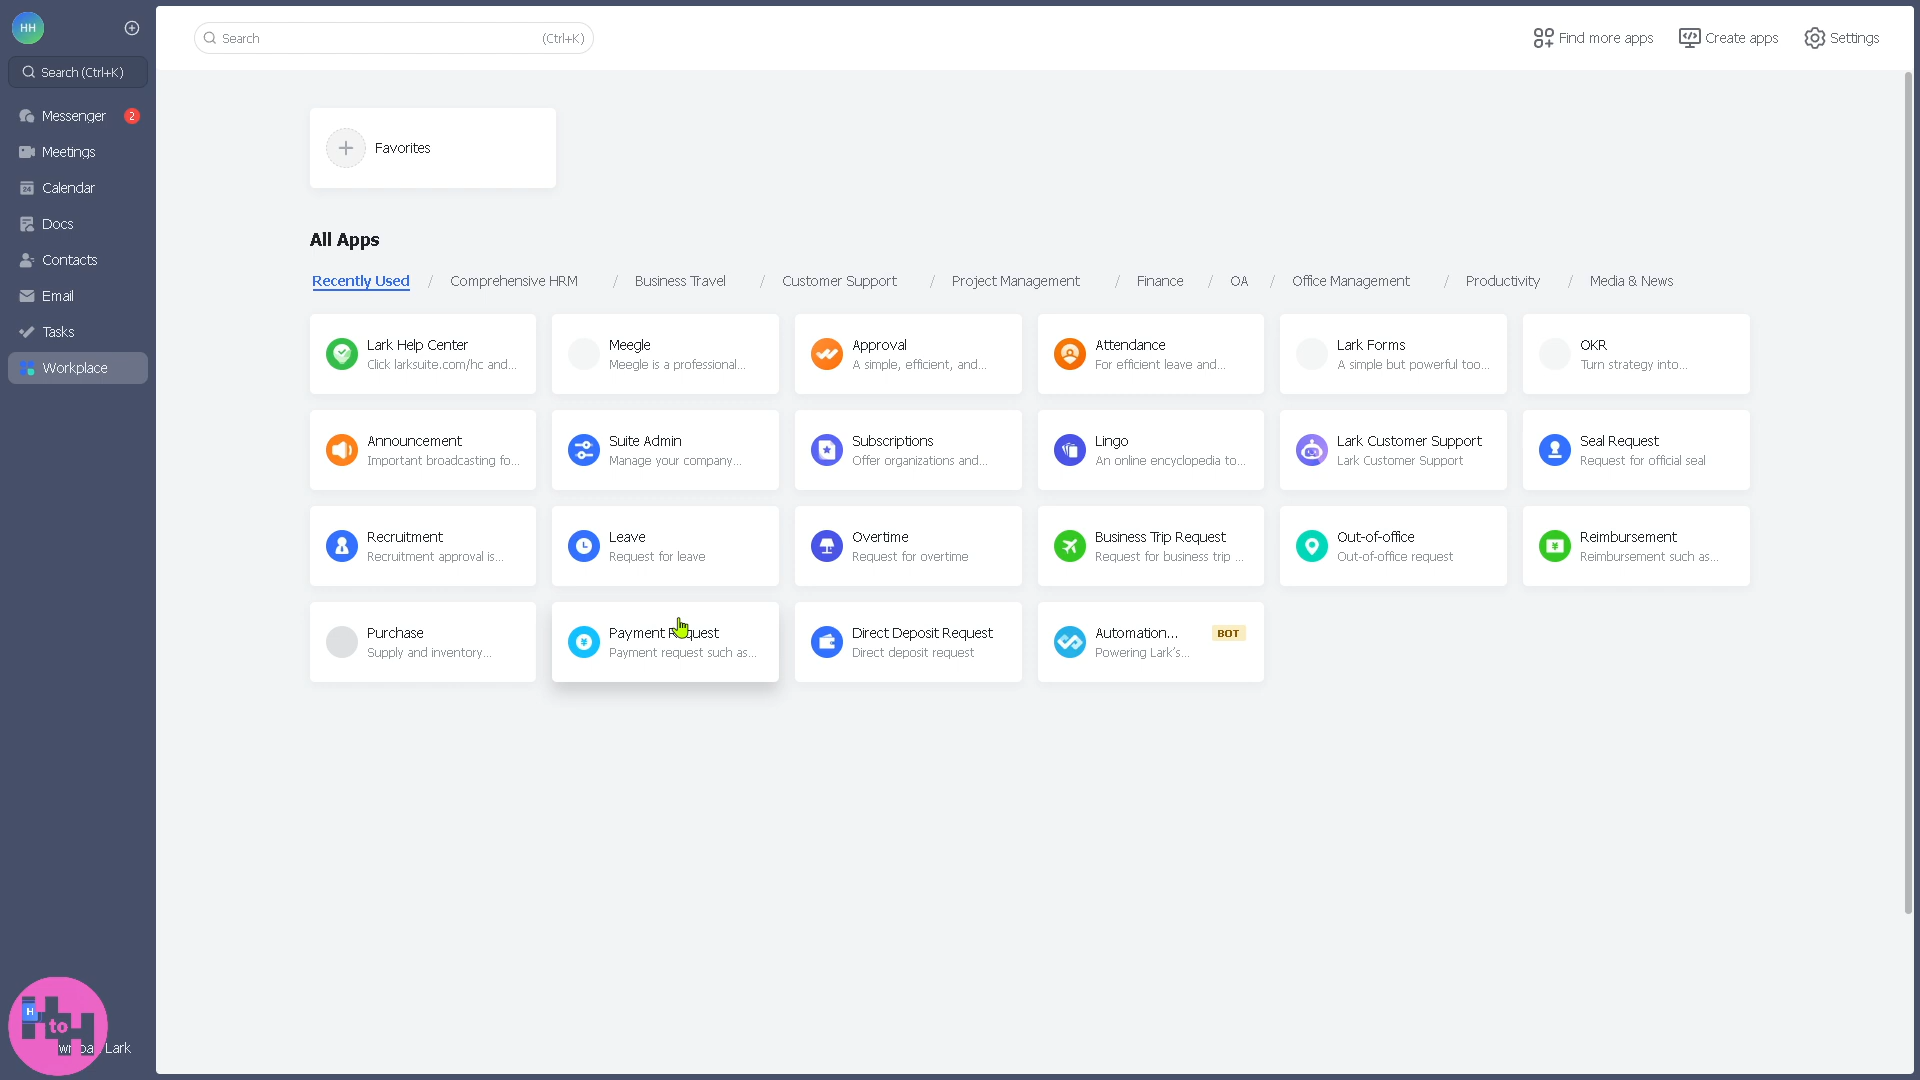 HH
Search (Ctrl+K)
Messenger 2
Meetings
Calendar
Docs
Contacts
Email
Tasks
Workplace
Search (Ctrl+K)
Find more apps
Create apps
Settings
Favorites
All Apps
Recently Used / Comprehensive HRM / Business Travel / Customer Support / Project Management / Finance / OA / Office Management / Productivity / Media & News
Lark Help Center
Click larksuite.com/hc and...
Meegle
Meegle is a professional...
Approval
A simple, efficient, and...
Attendance
For efficient leave and...
Lark Forms
A simple but powerful too...
OKR
Turn strategy into...
Announcement
Important broadcasting fo...
Suite Admin
Manage your company...
Subscriptions
Offer organizations and...
Lingo
An online encyclopedia to...
Lark Customer Support
Lark Customer Support
Seal Request
Request for official seal
Recruitment
Recruitment approval is...
Leave
Request for leave
Overtime
Request for overtime
Business Trip Request
Request for business trip ...
Out-of-office
Out-of-office request
Reimbursement
Reimbursement such as...
Purchase
Supply and inventory...
Payment Request
Payment request such as...
Direct Deposit Request
Direct deposit request
Automation... BOT
Powering Lark's...
H to H
Lark